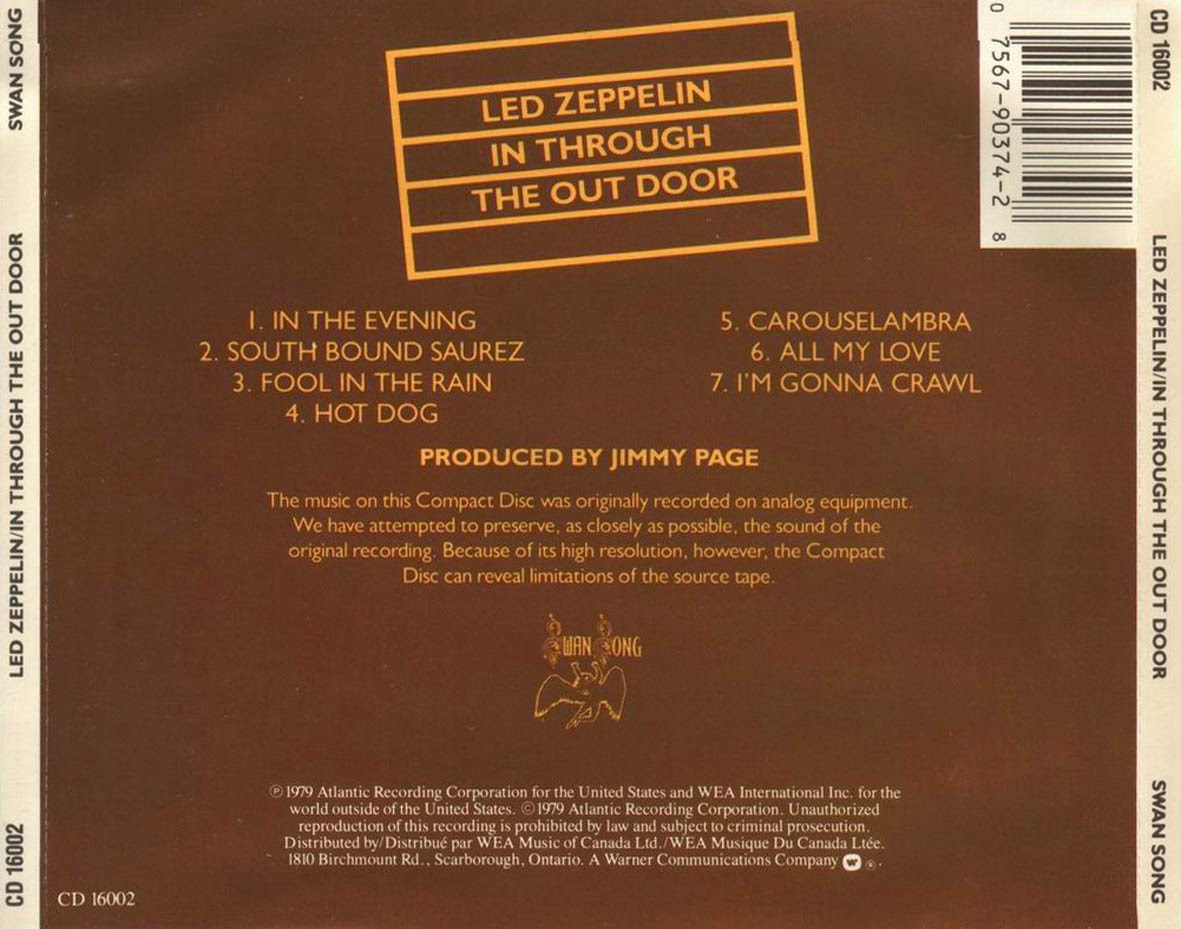 SWAN SONG
LED ZEPPELIN/IN THROUGH THE OUT DOOR
CD 16002
LED ZEPPELIN
IN THROUGH
THE OUT DOOR
0 7567-90374-2 8
1. IN THE EVENING
2. SOUTH BOUND SAUREZ
3. FOOL IN THE RAIN
4. HOT DOG
5. CAROUSELAMBRA
6. ALL MY LOVE
7. I'M GONNA CRAWL
PRODUCED BY JIMMY PAGE
The music on this Compact Disc was originally recorded on analog equipment.
We have attempted to preserve, as closely as possible, the sound of the
original recording. Because of its high resolution, however, the Compact
Disc can reveal limitations of the source tape.
SWAN SONG
℗ 1979 Atlantic Recording Corporation for the United States and WEA International Inc. for the
world outside of the United States. © 1979 Atlantic Recording Corporation. Unauthorized
reproduction of this recording is prohibited by law and subject to criminal prosecution.
Distributed by/Distribué par WEA Music of Canada Ltd./WEA Musique Du Canada Ltée.
1810 Birchmount Rd., Scarborough, Ontario. A Warner Communications Company W ®.
CD 16002
CD 16002
LED ZEPPELIN/IN THROUGH THE OUT DOOR
SWAN SONG